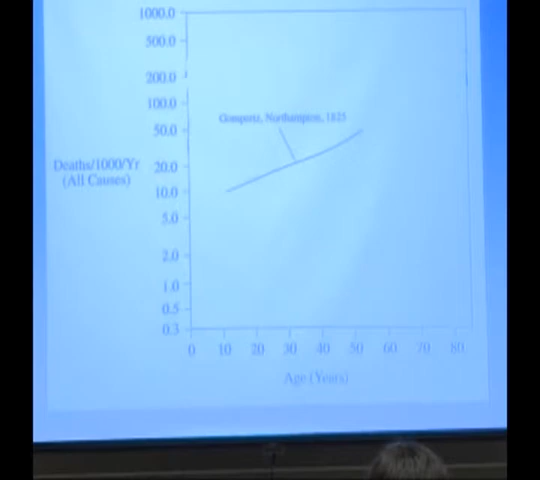 1000.0
500.0
200.0
100.0
50.0
20.0
10.0
5.0
2.0
1.0
0.5
0.3
Gompertz, Northampton, 1825
Deaths/1000/Yr
(All Causes)
0 10 20 30 40 50 60 70 80
Age (Years)